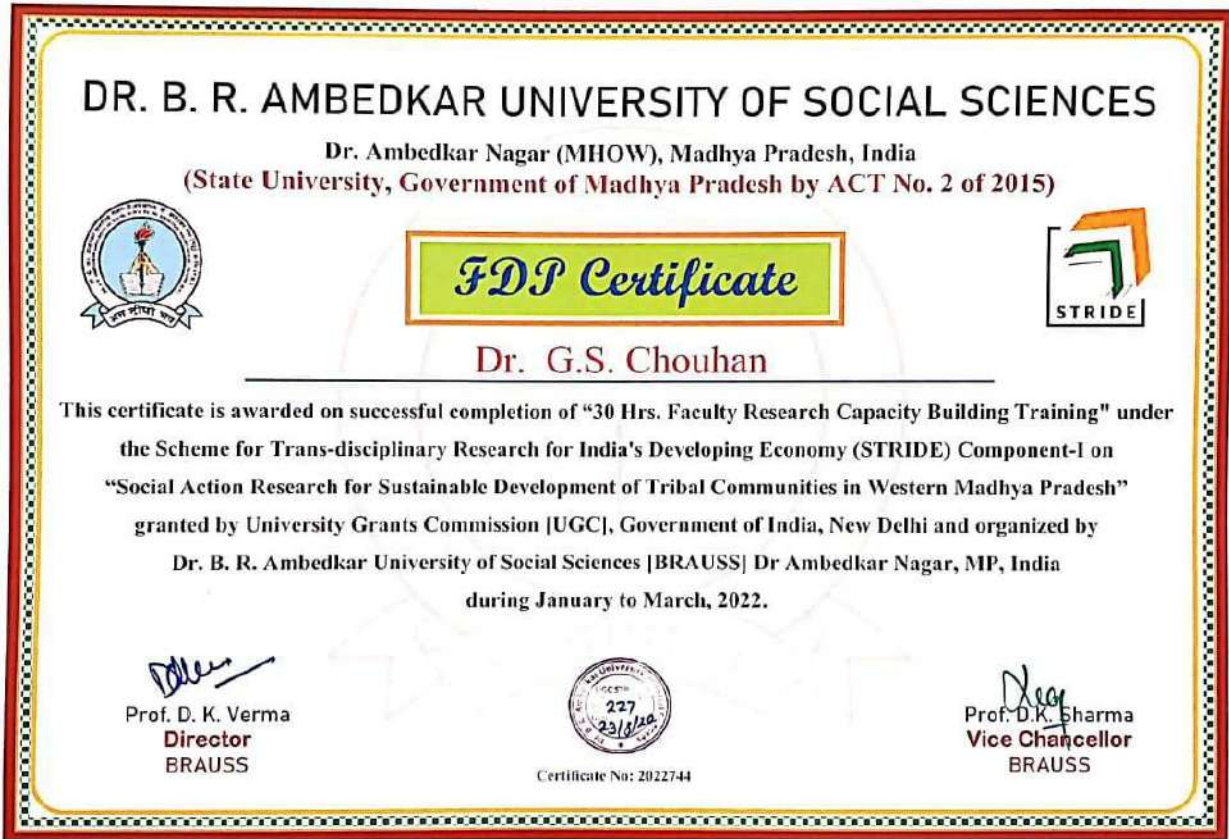 DR. B. R. AMBEDKAR UNIVERSITY OF SOCIAL SCIENCES
Dr. Ambedkar Nagar (MHOW), Madhya Pradesh, India
(State University, Government of Madhya Pradesh by ACT No. 2 of 2015)
FDP Certificate
STRIDE
Dr. G.S. Chouhan
This certificate is awarded on successful completion of “30 Hrs. Faculty Research Capacity Building Training" under
the Scheme for Trans-disciplinary Research for India's Developing Economy (STRIDE) Component-I on
“Social Action Research for Sustainable Development of Tribal Communities in Western Madhya Pradesh”
granted by University Grants Commission [UGC], Government of India, New Delhi and organized by
Dr. B. R. Ambedkar University of Social Sciences [BRAUSS] Dr Ambedkar Nagar, MP, India
during January to March, 2022.
Prof. D. K. Verma
Director
BRAUSS
227
Certificate No: 2022744
Prof. D.K. Sharma
Vice Chancellor
BRAUSS